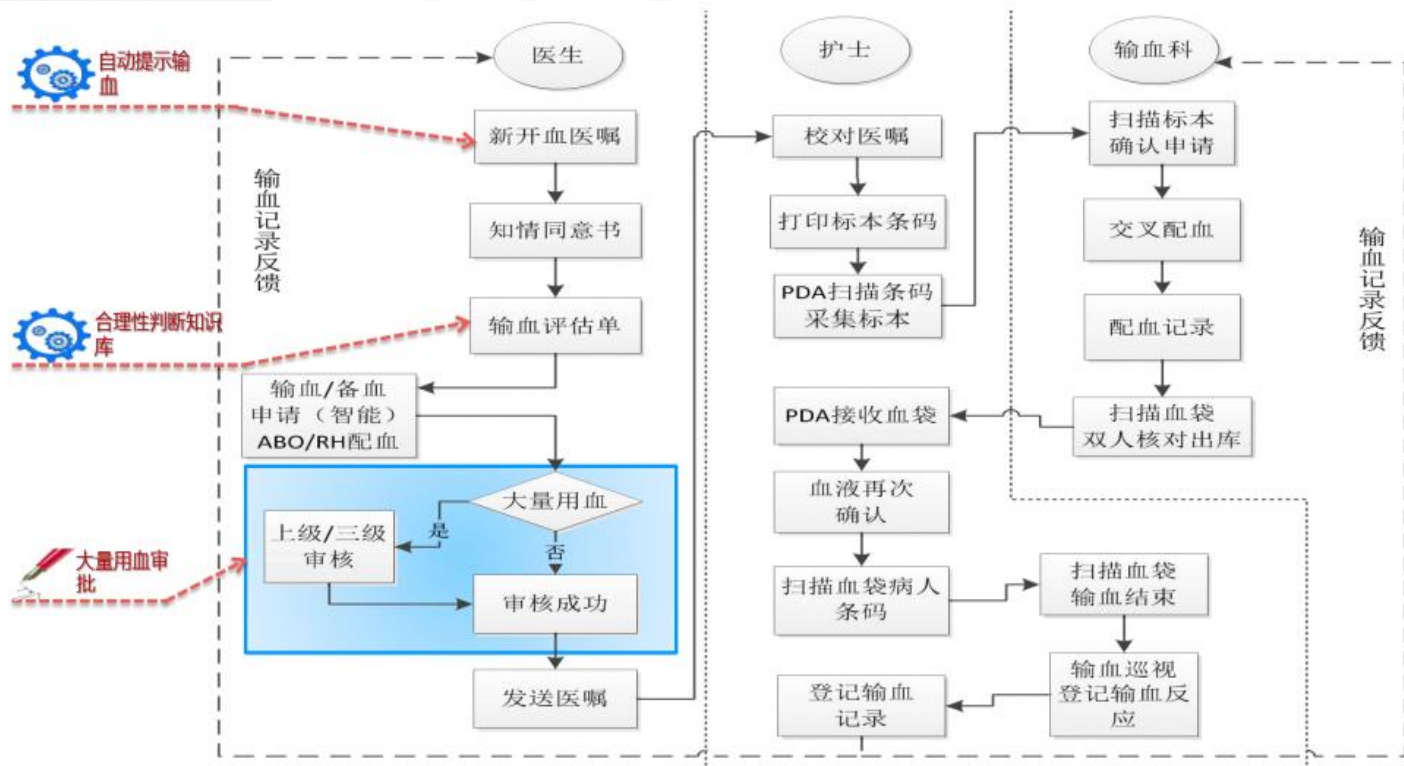 自动提示输
血
合理性判断知识
库
大量用血审
批
输血记录反馈
医生
新开血医嘱
知情同意书
输血评估单
输血/备血
申请（智能）
ABO/RH配血
大量用血
是
否
上级/三级
审核
审核成功
发送医嘱
护士
校对医嘱
打印标本条码
PDA扫描条码
采集标本
PDA接收血袋
血液再次
确认
扫描血袋病人
条码
扫描血袋
输血结束
输血巡视
登记输血反
应
登记输血
记录
输血科
扫描标本
确认申请
交叉配血
配血记录
扫描血袋
双人核对出库
输血记录反馈